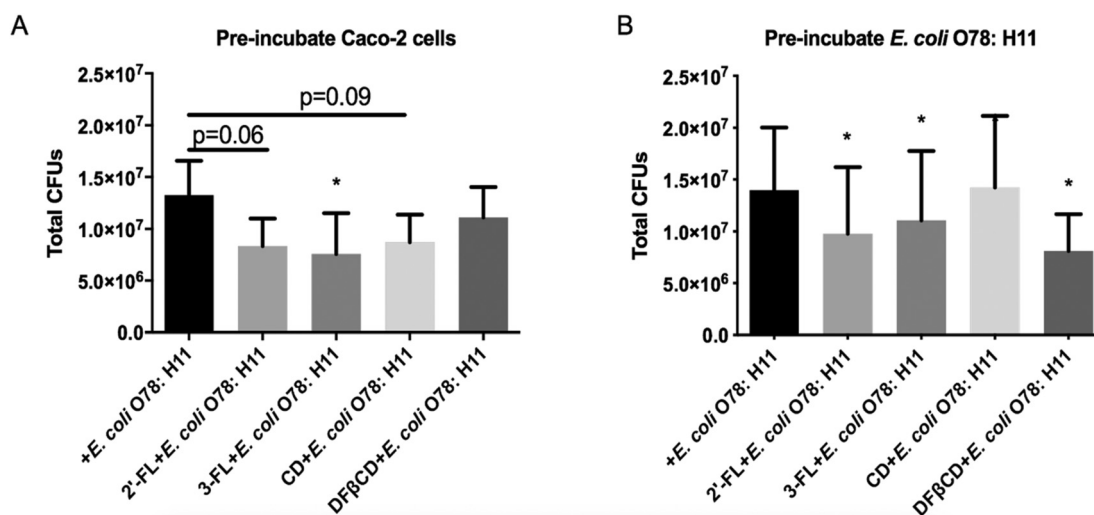 A
Pre-incubate Caco-2 cells
Total CFUs
2.5×10⁷
2.0×10⁷
1.5×10⁷
1.0×10⁷
5.0×10⁶
0.0
p=0.09
p=0.06
*
+E. coli O78: H11
2'-FL+E. coli O78: H11
3-FL+E. coli O78: H11
CD+E. coli O78: H11
DFβCD+E. coli O78: H11
B
Pre-incubate E. coli O78: H11
Total CFUs
2.5×10⁷
2.0×10⁷
1.5×10⁷
1.0×10⁷
5.0×10⁶
0.0
*
*
*
*
+E. coli O78: H11
2'-FL+E. coli O78: H11
3-FL+E. coli O78: H11
CD+E. coli O78: H11
DFβCD+E. coli O78: H11